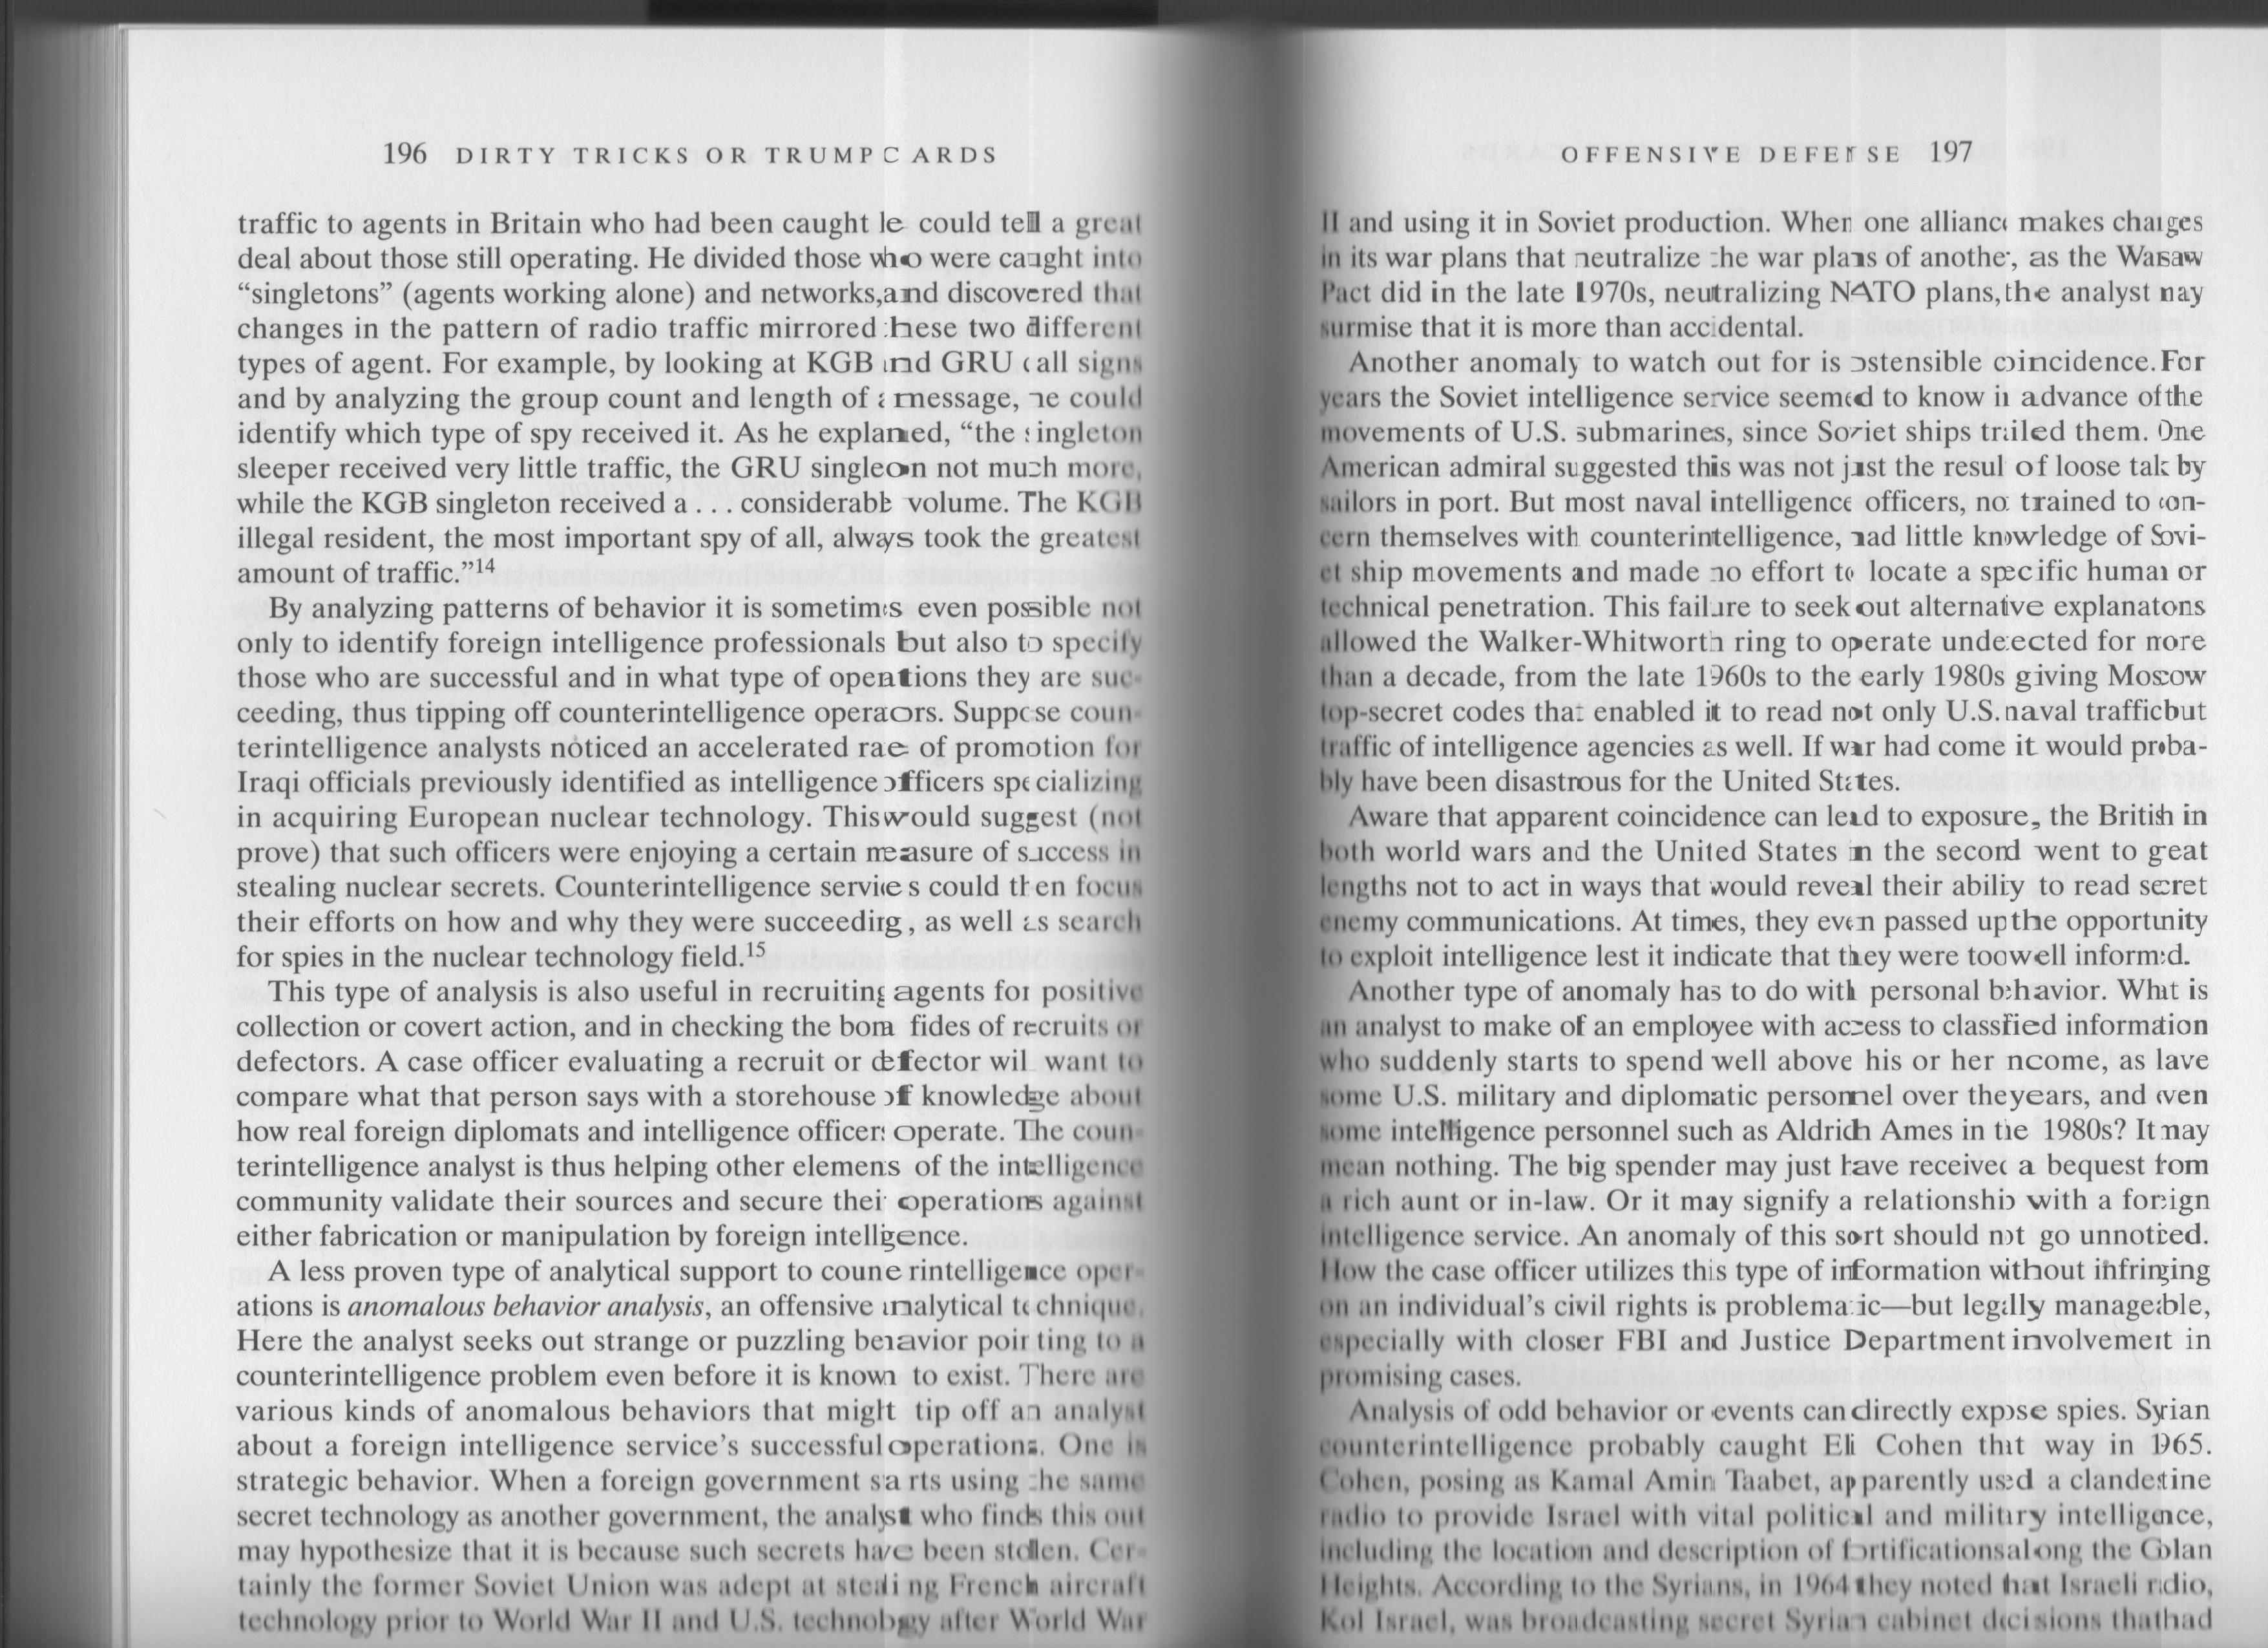 196 DIRTY TRICKS OR TRUMP CARDS
traffic to agents in Britain who had been caught he could tell a great
deal about those still operating. He divided those who were caught into
“singletons” (agents working alone) and networks, and discovered that
changes in the pattern of radio traffic mirrored these two different
types of agent. For example, by looking at KGB and GRU call signs
and by analyzing the group count and length of a message, he could
identify which type of spy received it. As he explained, “the singleton
sleeper received very little traffic, the GRU singleton not much more,
while the KGB singleton received a . . . considerable volume. The KGB
illegal resident, the most important spy of all, always took the greatest
amount of traffic.”14
By analyzing patterns of behavior it is sometimes even possible not
only to identify foreign intelligence professionals but also to specify
those who are successful and in what type of operations they are suc-
ceeding, thus tipping off counterintelligence operators. Suppose coun-
terintelligence analysts noticed an accelerated rate of promotion for
Iraqi officials previously identified as intelligence officers specializing
in acquiring European nuclear technology. This would suggest (not
prove) that such officers were enjoying a certain measure of success in
stealing nuclear secrets. Counterintelligence services could then focus
their efforts on how and why they were succeeding, as well as search
for spies in the nuclear technology field.15
This type of analysis is also useful in recruiting agents for positive
collection or covert action, and in checking the bona fides of recruits or
defectors. A case officer evaluating a recruit or defector will want to
compare what that person says with a storehouse of knowledge about
how real foreign diplomats and intelligence officers operate. The coun-
terintelligence analyst is thus helping other elements of the intelligence
community validate their sources and secure their operations against
either fabrication or manipulation by foreign intelligence.
A less proven type of analytical support to counterintelligence oper-
ations is anomalous behavior analysis, an offensive analytical technique.
Here the analyst seeks out strange or puzzling behavior pointing to a
counterintelligence problem even before it is known to exist. There are
various kinds of anomalous behaviors that might tip off an analyst
about a foreign intelligence service’s successful operations. One is
strategic behavior. When a foreign government starts using the same
secret technology as another government, the analyst who finds this out
may hypothesize that it is because such secrets have been stolen. Cer-
tainly the former Soviet Union was adept at stealing French aircraft
technology prior to World War II and U.S. technology after World War
OFFENSIVE DEFENSE 197
II and using it in Soviet production. When one alliance makes changes
in its war plans that neutralize the war plans of another, as the Warsaw
Pact did in the late 1970s, neutralizing NATO plans, the analyst may
surmise that it is more than accidental.
Another anomaly to watch out for is ostensible coincidence. For
years the Soviet intelligence service seemed to know in advance of the
movements of U.S. submarines, since Soviet ships trailed them. One
American admiral suggested this was not just the result of loose talk by
sailors in port. But most naval intelligence officers, not trained to con-
cern themselves with counterintelligence, had little knowledge of Sovi-
et ship movements and made no effort to locate a specific human or
technical penetration. This failure to seek out alternative explanations
allowed the Walker-Whitworth ring to operate undetected for more
than a decade, from the late 1960s to the early 1980s giving Moscow
top-secret codes that enabled it to read not only U.S. naval traffic but
traffic of intelligence agencies as well. If war had come it would proba-
bly have been disastrous for the United States.
Aware that apparent coincidence can lead to exposure, the British in
both world wars and the United States in the second went to great
lengths not to act in ways that would reveal their ability to read secret
enemy communications. At times, they even passed up the opportunity
to exploit intelligence lest it indicate that they were too well informed.
Another type of anomaly has to do with personal behavior. What is
an analyst to make of an employee with access to classified information
who suddenly starts to spend well above his or her income, as have
some U.S. military and diplomatic personnel over the years, and even
some intelligence personnel such as Aldrich Ames in the 1980s? It may
mean nothing. The big spender may just have received a bequest from
a rich aunt or in-law. Or it may signify a relationship with a foreign
intelligence service. An anomaly of this sort should not go unnoticed.
How the case officer utilizes this type of information without infringing
on an individual’s civil rights is problematic—but legally manageable,
especially with closer FBI and Justice Department involvement in
promising cases.
Analysis of odd behavior or events can directly expose spies. Syrian
counterintelligence probably caught Eli Cohen that way in 1965.
Cohen, posing as Kamal Amin Taabet, apparently used a clandestine
radio to provide Israel with vital political and military intelligence,
including the location and description of fortifications along the Golan
Heights. According to the Syrians, in 1964 they noted that Israeli radio,
Kol Israel, was broadcasting secret Syrian cabinet decisions that had